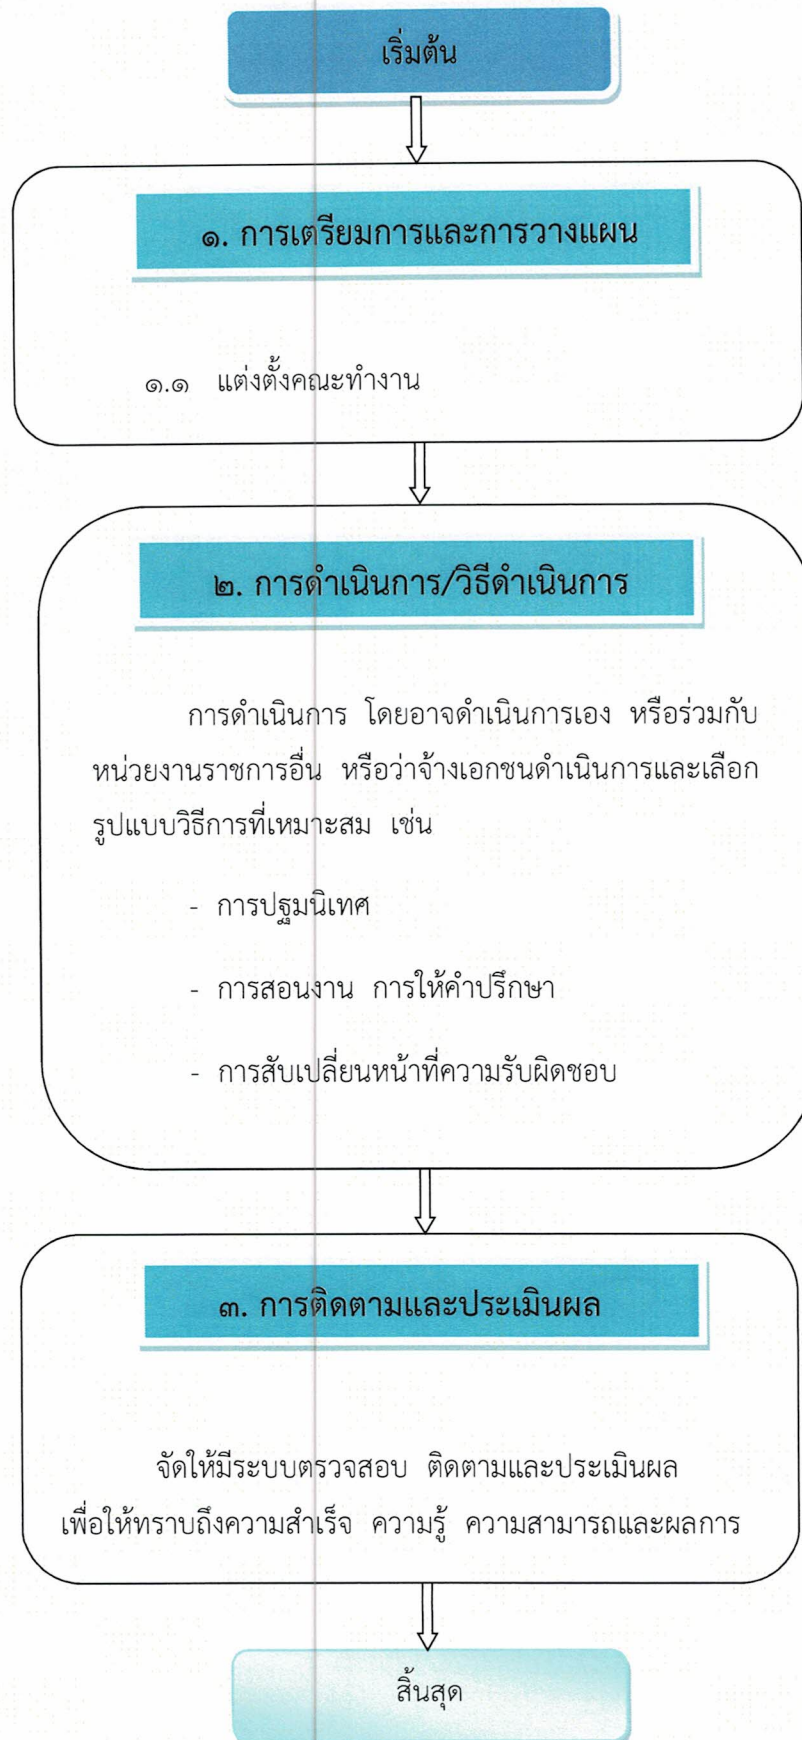 เริ่มต้น
๑. การเตรียมการและการวางแผน
๑.๑ แต่งตั้งคณะทำงาน
๒. การดำเนินการ/วิธีดำเนินการ
การดำเนินการ โดยอาจดำเนินการเอง หรือร่วมกับ
หน่วยงานราชการอื่น หรือว่าจ้างเอกชนดำเนินการและเลือก
รูปแบบวิธีการที่เหมาะสม เช่น
- การปฐมนิเทศ
- การสอนงาน การให้คำปรึกษา
- การสับเปลี่ยนหน้าที่ความรับผิดชอบ
๓. การติดตามและประเมินผล
จัดให้มีระบบตรวจสอบ ติดตามและประเมินผล
เพื่อให้ทราบถึงความสำเร็จ ความรู้ ความสามารถและผลการ
สิ้นสุด